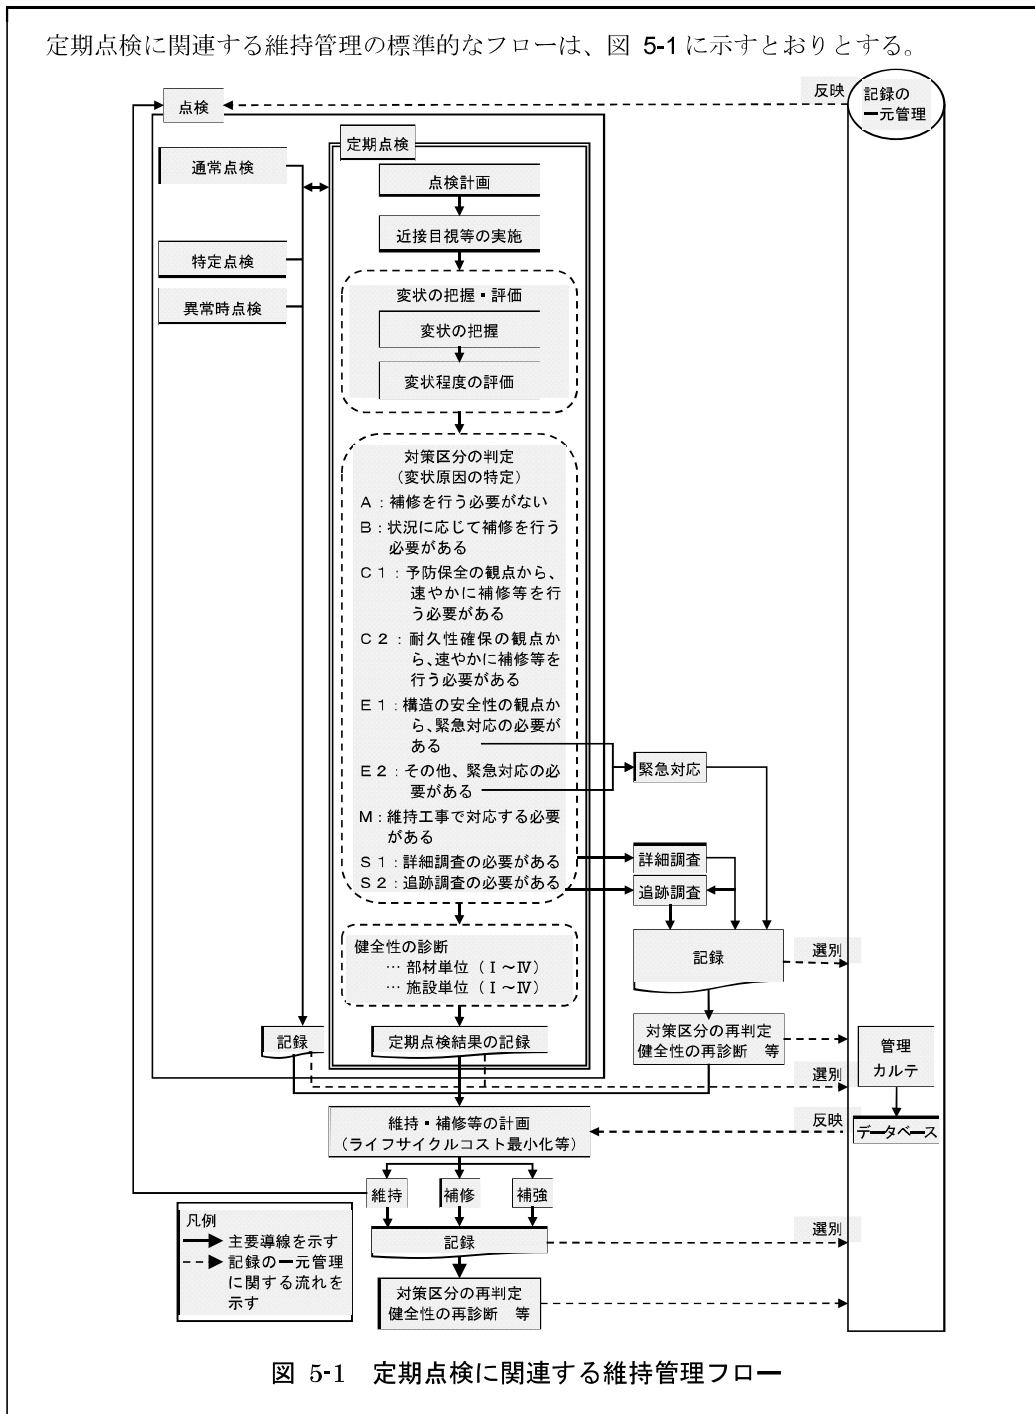 定期点検に関連する維持管理の標準的なフローは、図 5-1 に示すとおりとする。
反映
記録の
一元管理
点検
定期点検
通常点検
点検計画
近接目視等の実施
特定点検
異常時点検
変状の把握・評価
変状の把握
変状程度の評価
対策区分の判定
（変状原因の特定）
A：補修を行う必要がない
B：状況に応じて補修を行う
必要がある
C1：予防保全の観点から、
速やかに補修等を行
う必要がある
C2：耐久性確保の観点か
ら、速やかに補修等を
行う必要がある
E1：構造の安全性の観点か
ら、緊急対応の必要が
ある
E2：その他、緊急対応の必
要がある
緊急対応
M：維持工事で対応する必要
がある
S1：詳細調査の必要がある
S2：追跡調査の必要がある
詳細調査
追跡調査
健全性の診断
… 部材単位（Ⅰ～Ⅳ）
… 施設単位（Ⅰ～Ⅳ）
記録
選別
記録
定期点検結果の記録
対策区分の再判定
健全性の再診断　等
管理
カルテ
選別
維持・補修等の計画
（ライフサイクルコスト最小化等）
反映
データベース
維持
補修
補強
記録
選別
対策区分の再判定
健全性の再診断　等
凡例
主要導線を示す
記録の一元管理
に関する流れを
示す
図 5-1　定期点検に関連する維持管理フロー